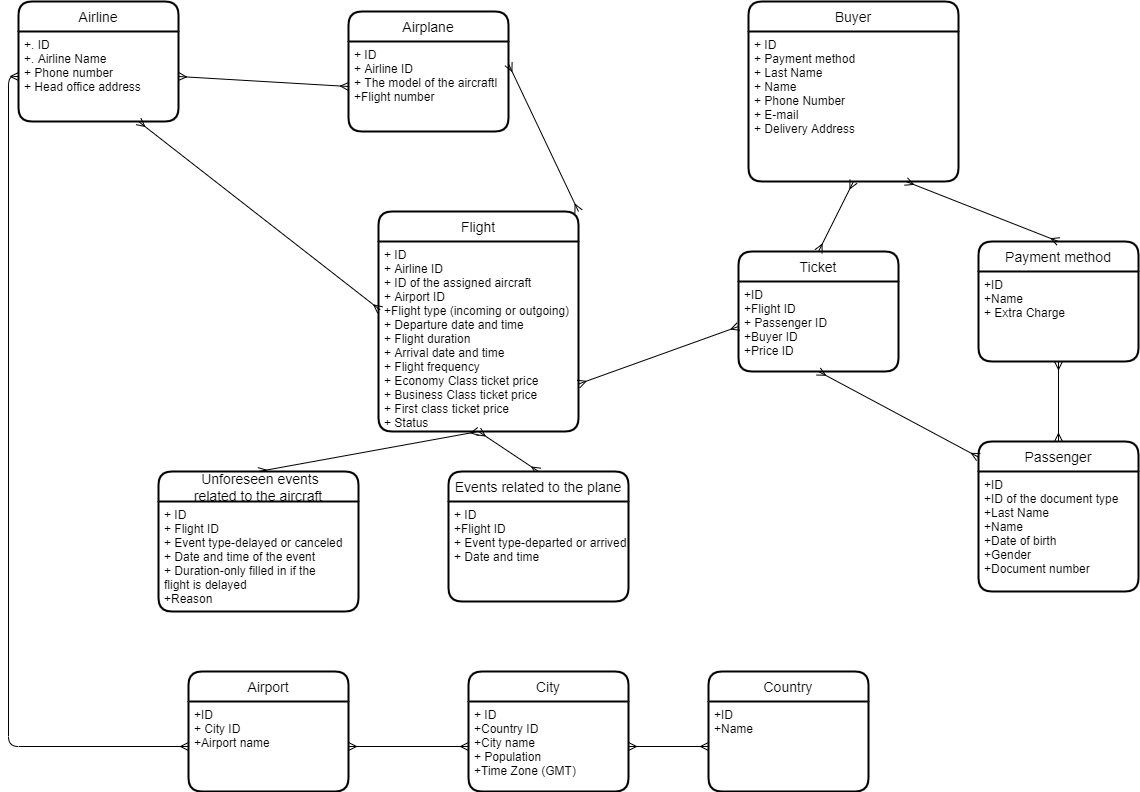 Airline
+. ID
+. Airline Name
+ Phone number
+ Head office address
Airplane
+ ID
+ Airline ID
+ The model of the aircraftl
+Flight number
Buyer
+ ID
+ Payment method
+ Last Name
+ Name
+ Phone Number
+ E-mail
+ Delivery Address
Flight
+ ID
+ Airline ID
+ ID of the assigned aircraft
+ Airport ID
+Flight type (incoming or outgoing)
+ Departure date and time
+ Flight duration
+ Arrival date and time
+ Flight frequency
+ Economy Class ticket price
+ Business Class ticket price
+ First class ticket price
+ Status
Ticket
+ID
+Flight ID
+ Passenger ID
+Buyer ID
+Price ID
Payment method
+ID
+Name
+ Extra Charge
Unforeseen events
related to the aircraft
+ ID
+ Flight ID
+ Event type-delayed or canceled
+ Date and time of the event
+ Duration-only filled in if the
flight is delayed
+Reason
Events related to the plane
+ ID
+Flight ID
+ Event type-departed or arrived
+ Date and time
Passenger
+ID
+ID of the document type
+Last Name
+Name
+Date of birth
+Gender
+Document number
Airport
+ID
+ City ID
+Airport name
City
+ ID
+Country ID
+City name
+ Population
+Time Zone (GMT)
Country
+ID
+Name